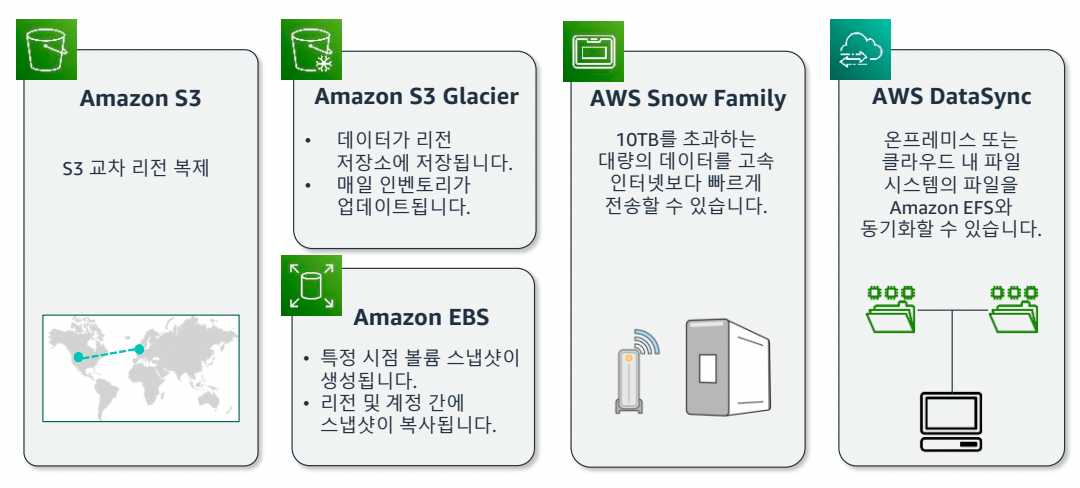 Amazon S3
S3 교차 리전 복제
Amazon S3 Glacier
• 데이터가 리전
저장소에 저장됩니다.
• 매일 인벤토리가
업데이트됩니다.
Amazon EBS
• 특정 시점 볼륨 스냅샷이
생성됩니다.
• 리전 및 계정 간에
스냅샷이 복사됩니다.
AWS Snow Family
10TB를 초과하는
대량의 데이터를 고속
인터넷보다 빠르게
전송할 수 있습니다.
AWS DataSync
온프레미스 또는
클라우드 내 파일
시스템의 파일을
Amazon EFS와
동기화할 수 있습니다.